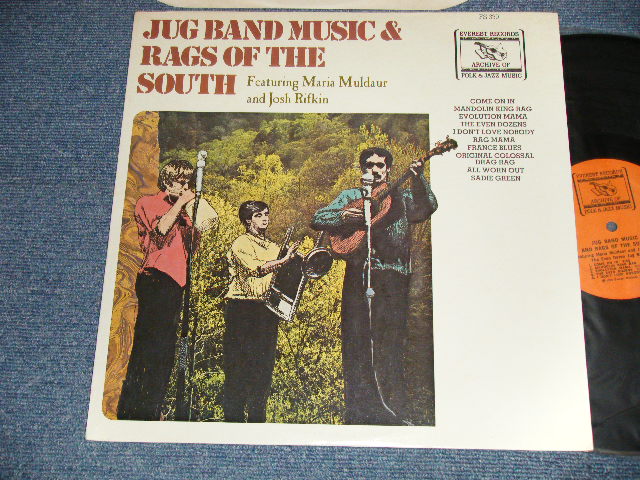 FS 350
JUG BAND MUSIC &
RAGS OF THE
SOUTH
Featuring Maria Muldaur
and Josh Rifkin
EVEREST RECORDS
ARCHIVE OF
FOLK & JAZZ MUSIC
COME ON IN
MANDOLIN KING RAG
EVOLUTION MAMA
THE EVEN DOZENS
I DON'T LOVE NOBODY
RAG MAMA
FRANCE BLUES
ORIGINAL COLOSSAL
DRAG RAG
ALL WORN OUT
SADIE GREEN
EVEREST RECORDS
ARCHIVE OF
FOLK & JAZZ MUSIC
JUG BAND MUSIC
AND RAGS OF THE SO